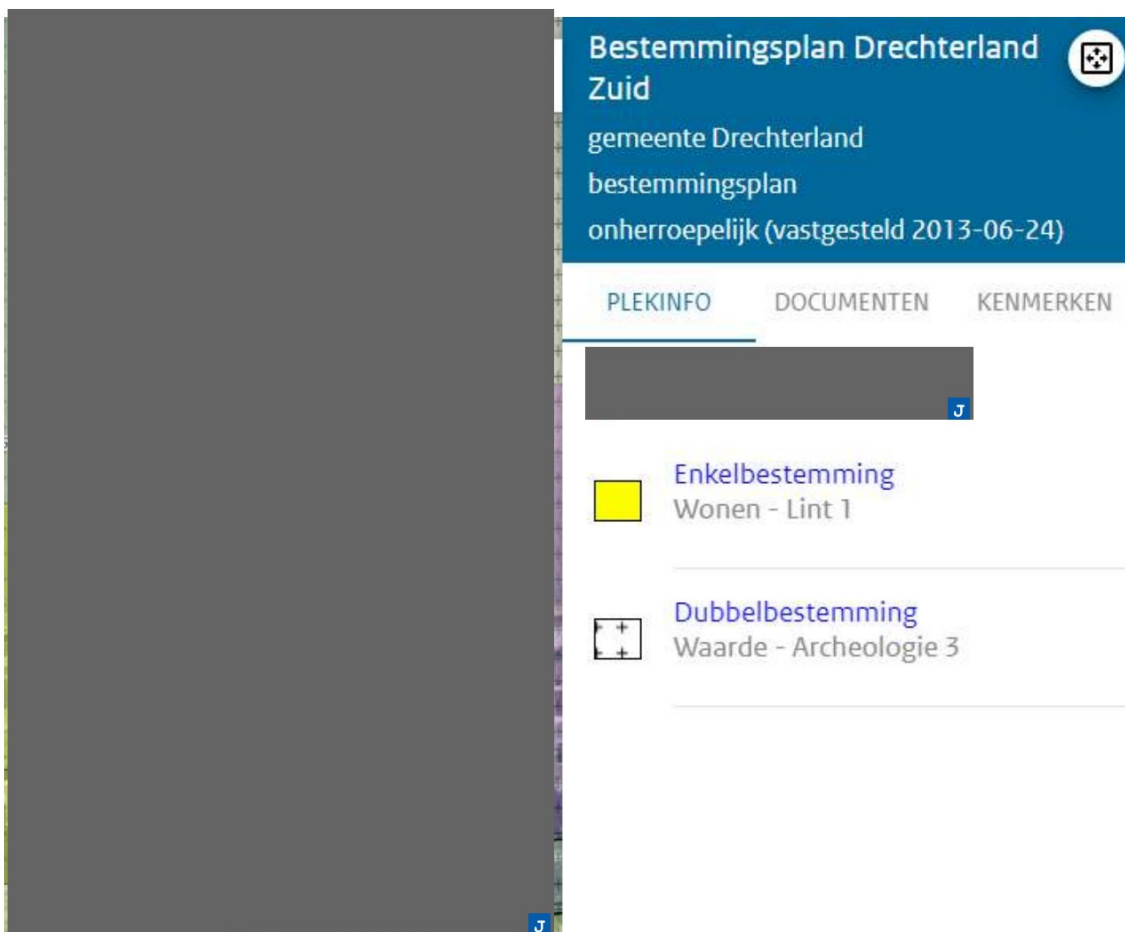 Bestemmingsplan Drechterland
Zuid
gemeente Drechterland
bestemmingsplan
onherroepelijk (vastgesteld 2013-06-24)
PLEKINFO DOCUMENTEN KENMERKEN
J
Enkelbestemming
Wonen - Lint 1
Dubbelbestemming
Waarde - Archeologie 3
J